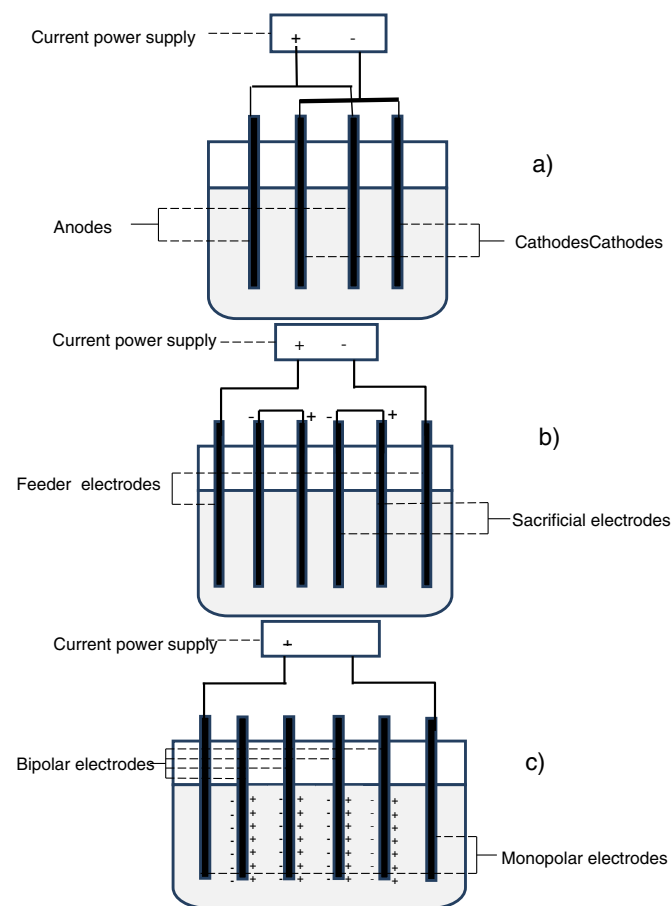 Current power supply
+ -
a)
Anodes
CathodesCathodes
Current power supply
+ -
- + - +
b)
Feeder electrodes
Sacrificial electrodes
Current power supply
+
Bipolar electrodes
c)
- + - + - + - +
- + - + - + - +
- + - + - + - +
- + - + - + - +
- + - + - + - +
- + - + - + - +
- + - + - + - +
Monopolar electrodes